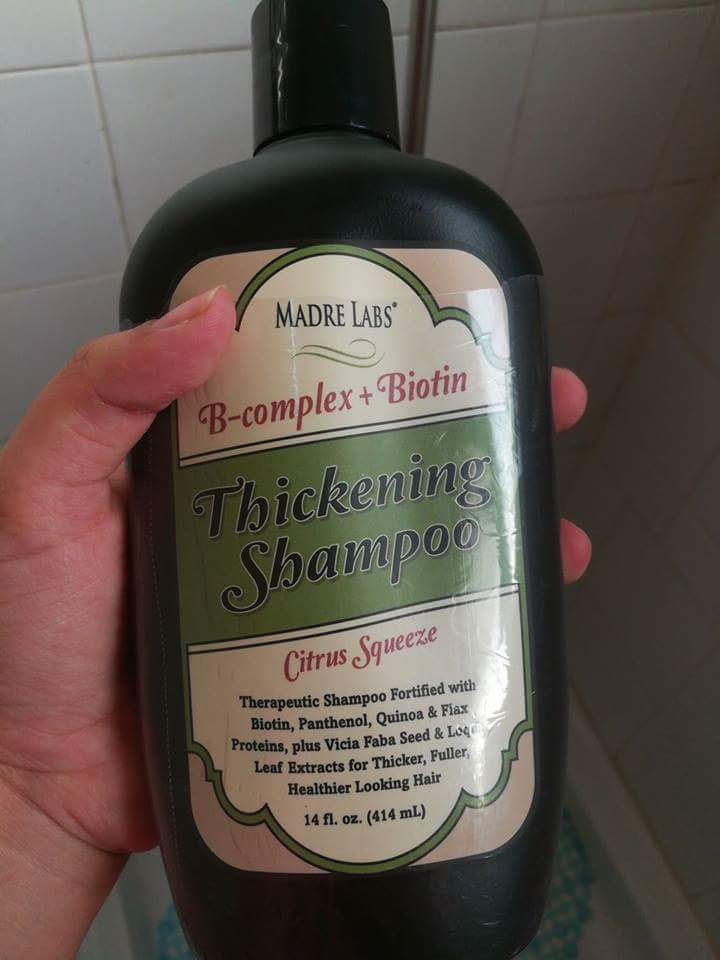 MADRE LABS®
B-complex + Biotin
Thickening
Shampoo
Citrus Squeeze
Therapeutic Shampoo Fortified with
Biotin, Panthenol, Quinoa & Flax
Proteins, plus Vicia Faba Seed &
Leaf Extracts for Thicker, Fuller,
Healthier Looking Hair
14 fl. oz. (414 mL)